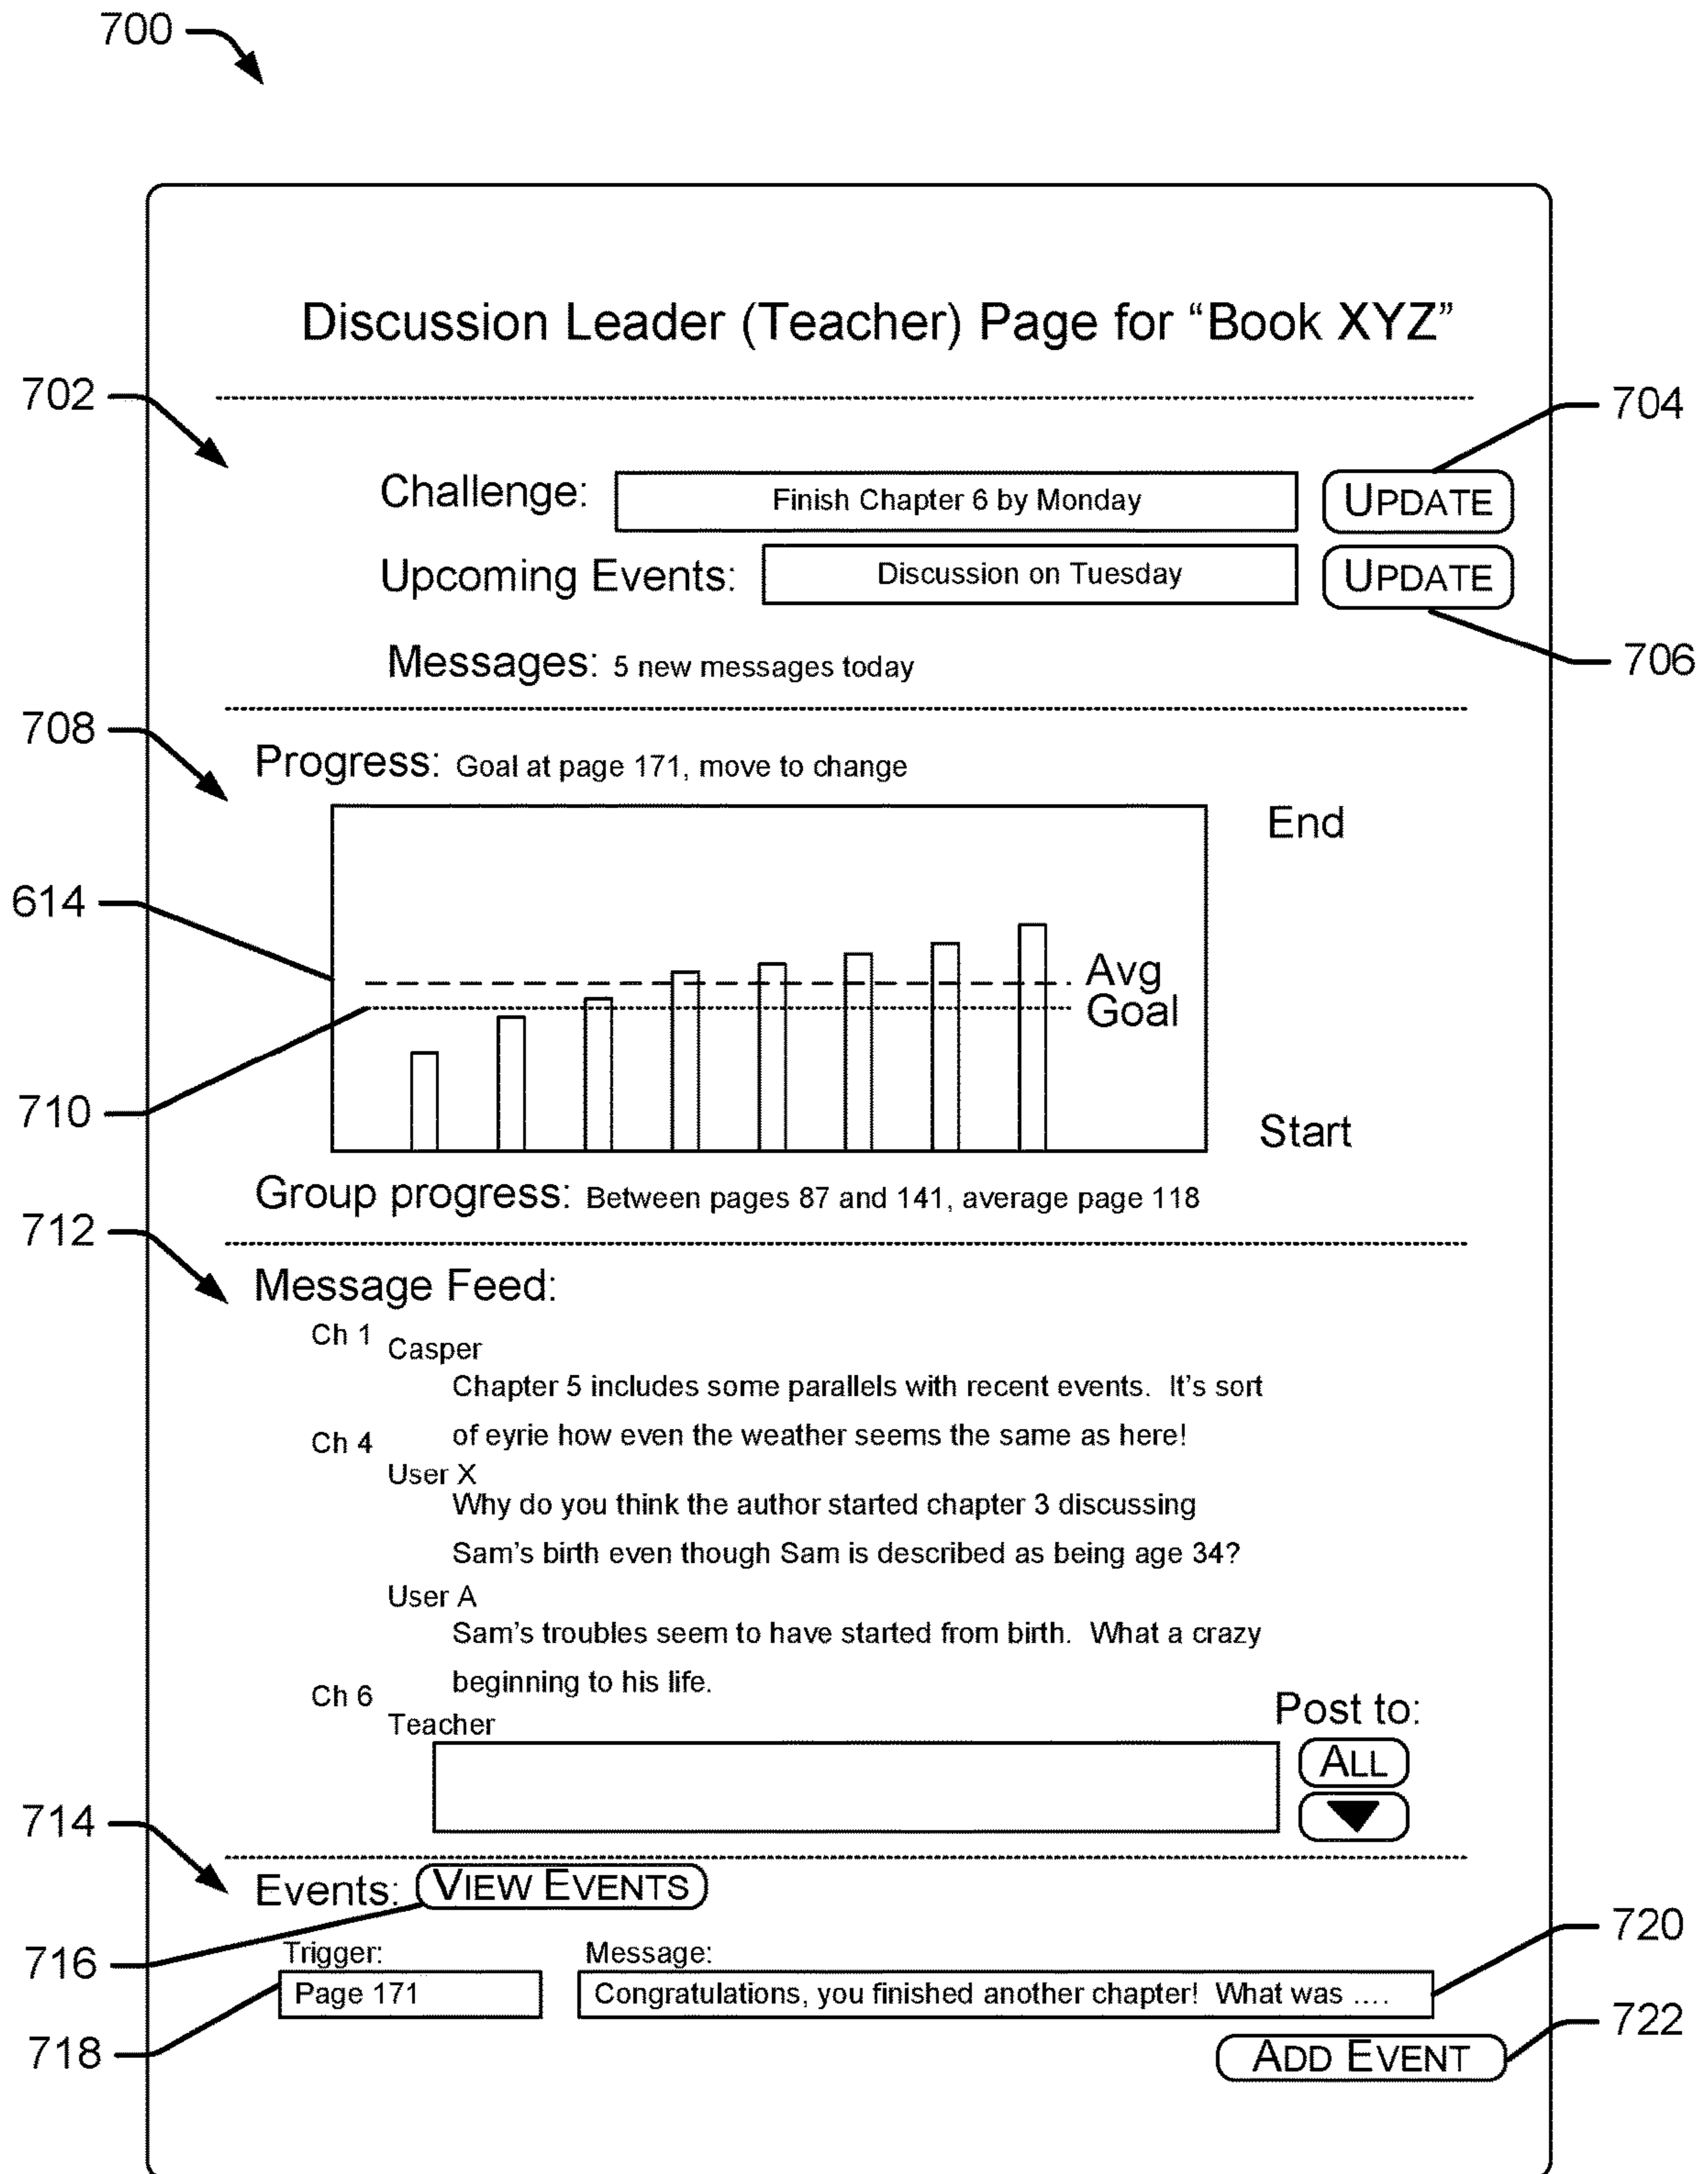 700
Discussion Leader (Teacher) Page for “Book XYZ”
702
704
Challenge: Finish Chapter 6 by Monday UPDATE
Upcoming Events: Discussion on Tuesday UPDATE
706
Messages: 5 new messages today
708
Progress: Goal at page 171, move to change
End
614
Avg
Goal
710
Start
Group progress: Between pages 87 and 141, average page 118
712
Message Feed:
Ch 1
Casper
Chapter 5 includes some parallels with recent events. It’s sort
of eyrie how even the weather seems the same as here!
Ch 4
User X
Why do you think the author started chapter 3 discussing
Sam’s birth even though Sam is described as being age 34?
User A
Sam’s troubles seem to have started from birth. What a crazy
beginning to his life.
Ch 6
Teacher
Post to:
ALL
714
Events: VIEW EVENTS
716
720
Trigger: Message:
Page 171 Congratulations, you finished another chapter! What was ....
718
722
ADD EVENT